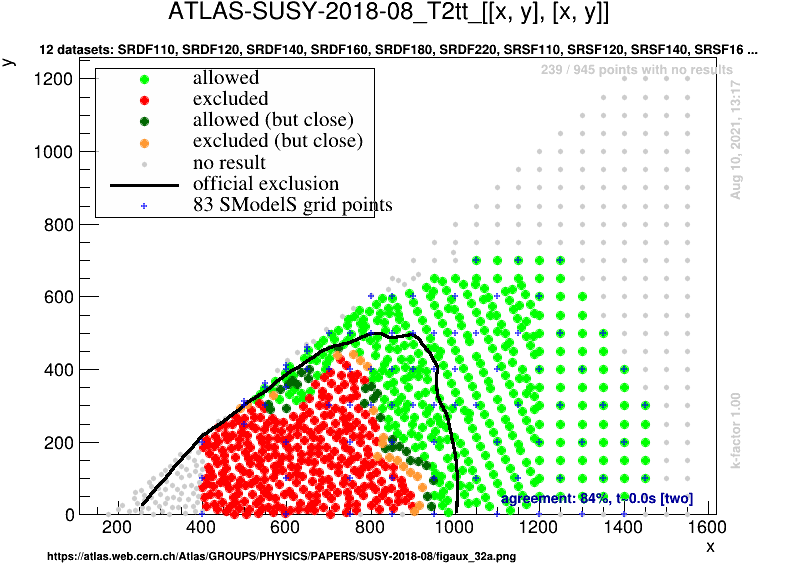 ATLAS-SUSY-2018-08_T2tt_[[x, y], [x, y]]
12 datasets: SRDF110, SRDF120, SRDF140, SRDF160, SRDF180, SRDF220, SRSF110, SRSF120, SRSF140, SRSF16 ...
y
239 / 945 points with no results
allowed
excluded
allowed (but close)
excluded (but close)
no result
official exclusion
83 SModelS grid points
Aug 10, 2021, 13:17
k-factor 1.00
1200
1000
800
600
400
200
0
agreement: 84%, t~0.0s [two]
200 400 600 800 1000 1200 1400 1600
x
https://atlas.web.cern.ch/Atlas/GROUPS/PHYSICS/PAPERS/SUSY-2018-08/figaux_32a.png